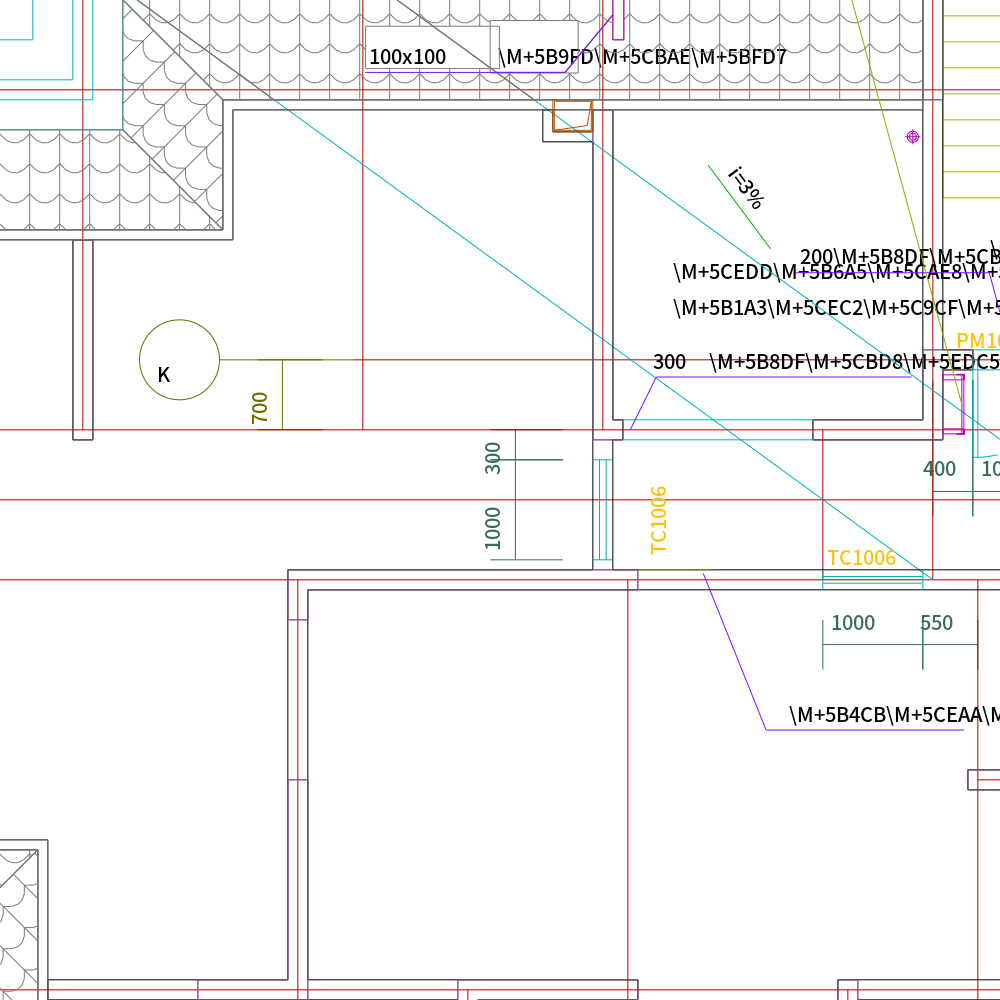 100x100 \M+5B9FD\M+5CBAE\M+5BFD7
i=3%
200\M+5B8DF\M+5CB
\M+5CEDD\M+5B6A5\M+5CAE8\M+
\M+5B1A3\M+5CEC2\M+5C9CF\M+5
PM10
300 \M+5B8DF\M+5CBD8\M+5EDC5
K
700
300
400
10
1000
TC1006
TC1006
1000
550
\M+5B4CB\M+5CEAA\M